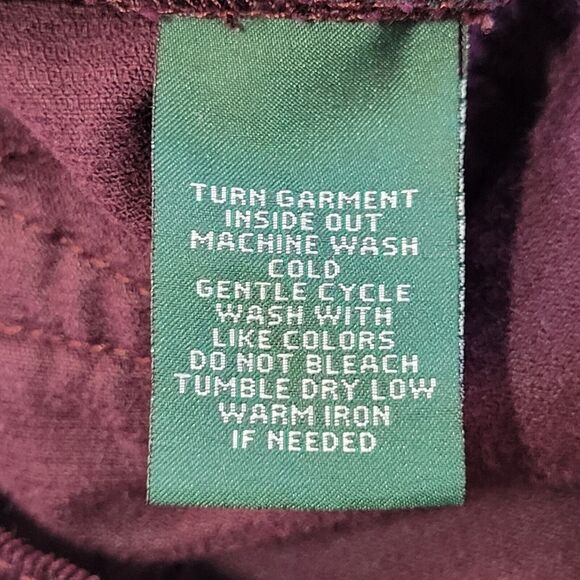 TURN GARMENT
INSIDE OUT
MACHINE WASH
COLD
GENTLE CYCLE
WASH WITH
LIKE COLORS
DO NOT BLEACH
TUMBLE DRY LOW
WARM IRON
IF NEEDED